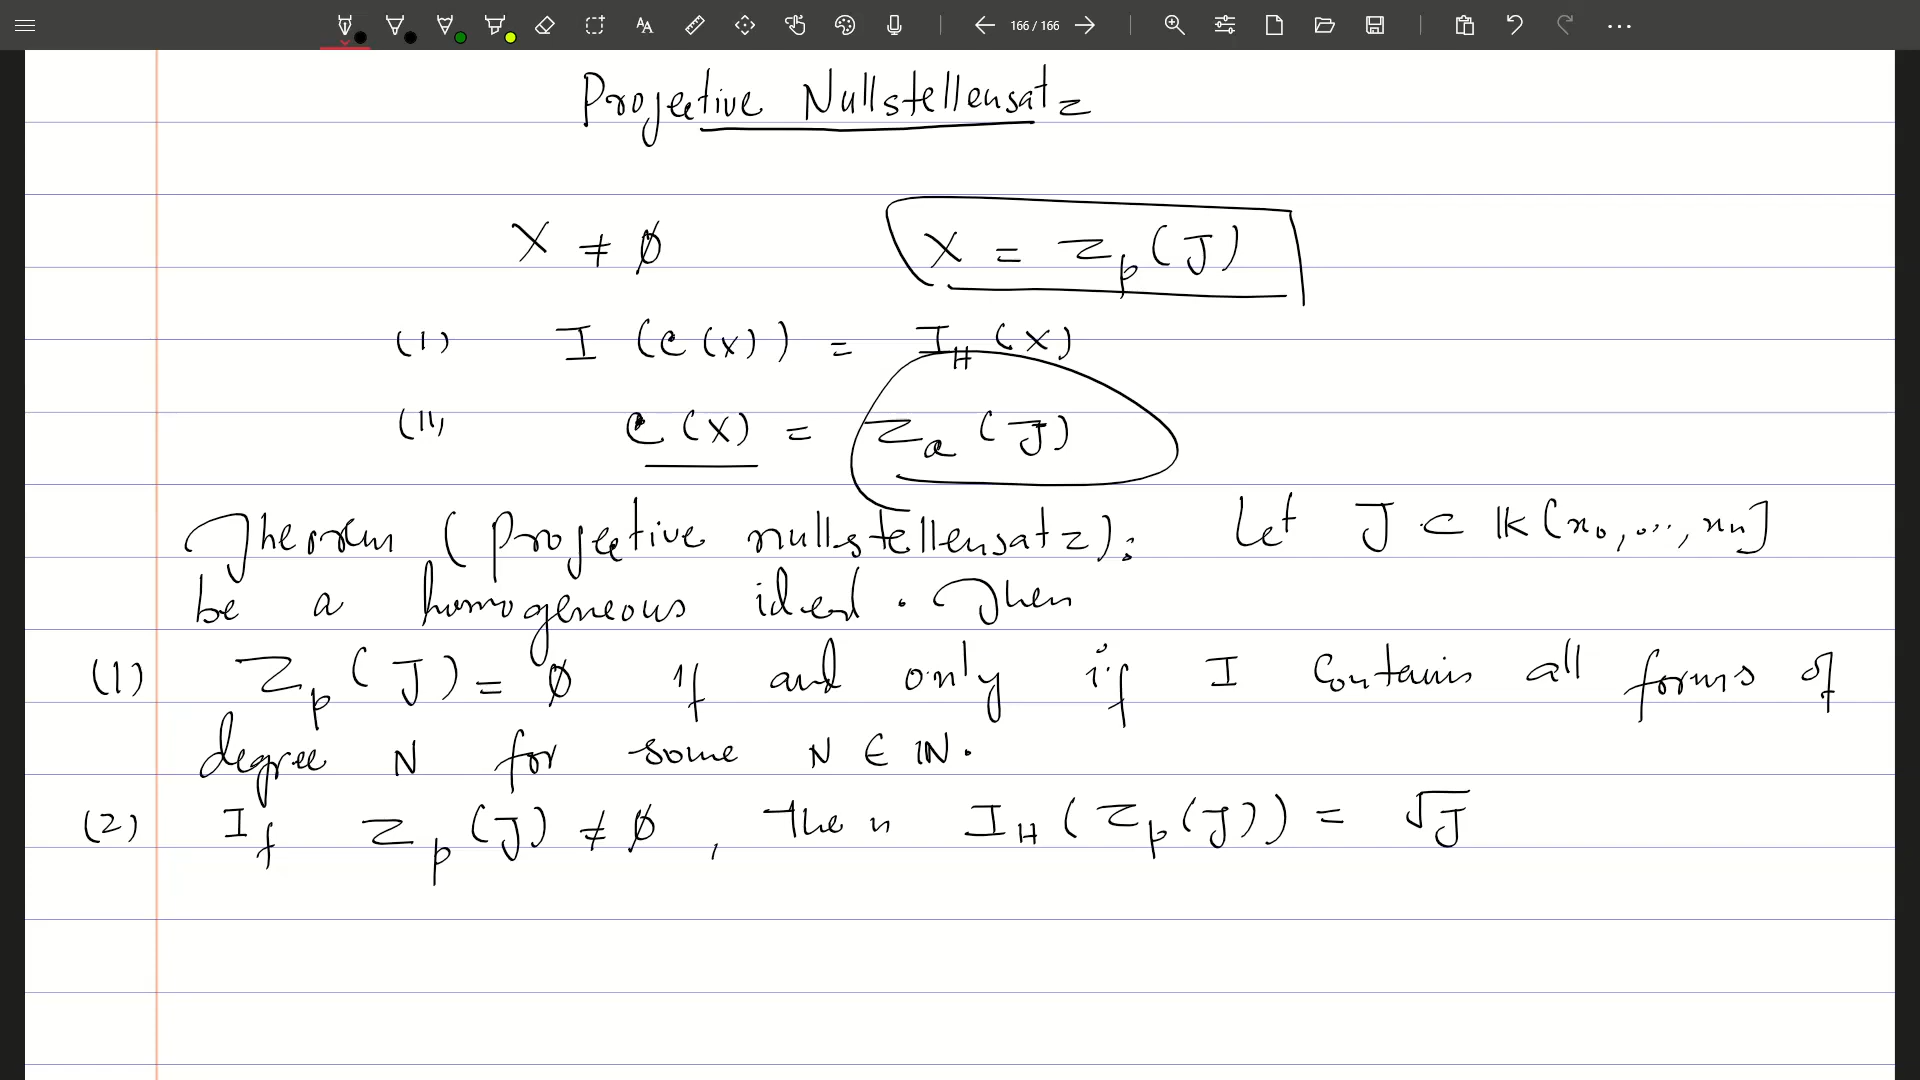 166 / 166
Projective Nullstellensatz
X ≠ ∅ X = Z_p(J)
(I) I (C(X)) = I_H(X)
(II) C(X) = Z_a(J)
Theorem (Projective nullstellensatz): Let J ⊂ 𝕜[x_0, ..., x_n]
be a homogeneous ideal. Then
(1) Z_p(J) = ∅ If and only if I contains all forms of
degree N for some N ∈ ℕ.
(2) If Z_p(J) ≠ ∅, then I_H(Z_p(J)) = √J